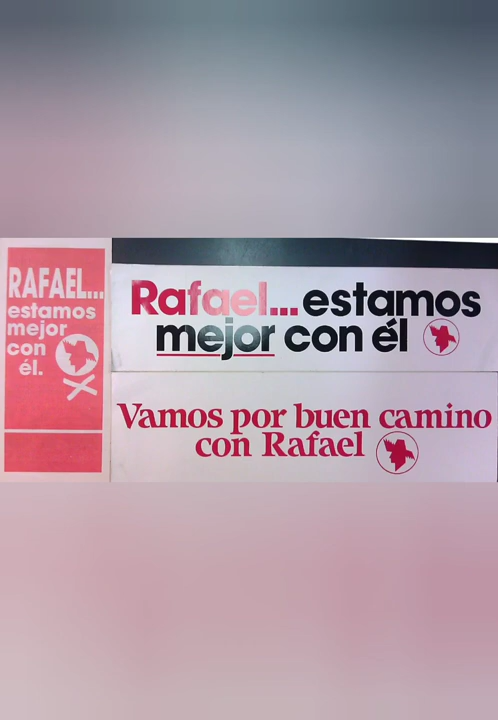 RAFAEL...
estamos
mejor
con
él.
Rafael...estamos
mejor con él
Vamos por buen camino
con Rafael